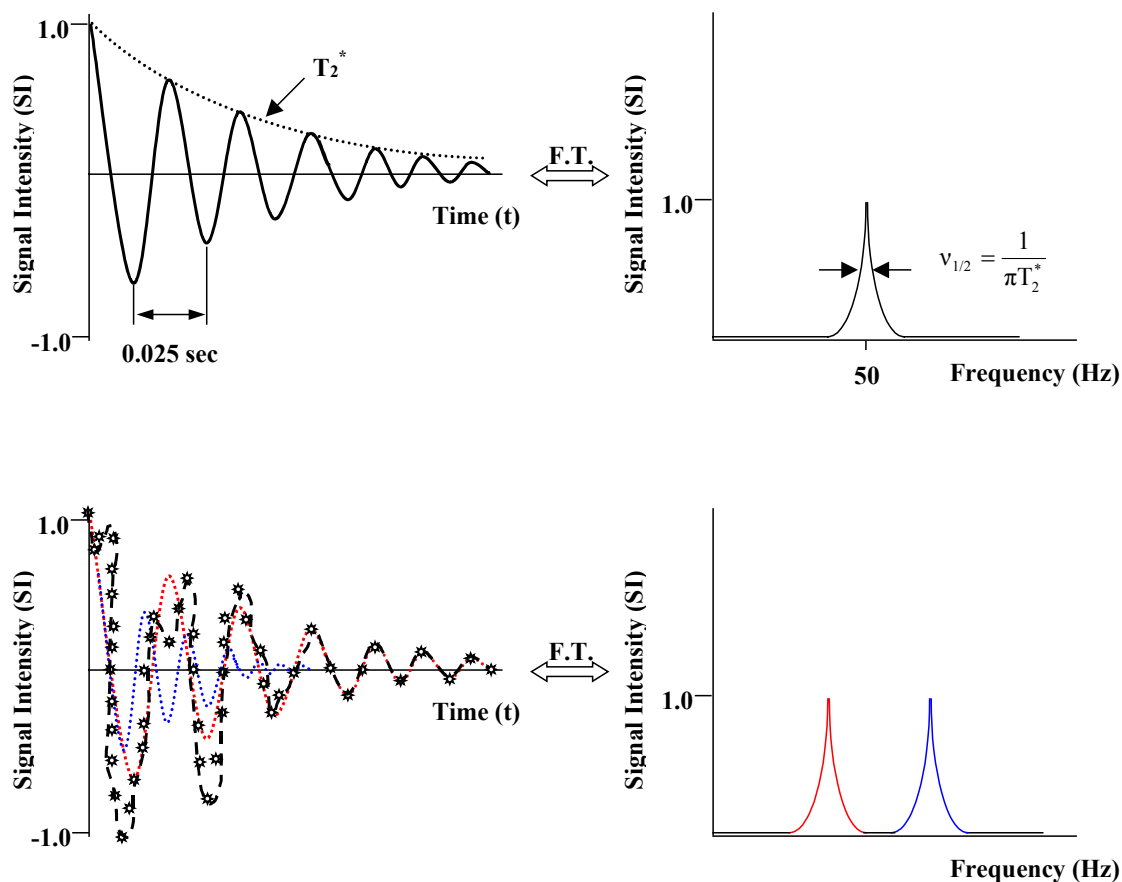 1.0
Signal Intensity (SI)
T₂*
Time (t)
-1.0
0.025 sec
F.T.
Signal Intensity (SI)
1.0
ν₁/₂ = 1/(πT₂*)
50
Frequency (Hz)
1.0
Signal Intensity (SI)
Time (t)
-1.0
F.T.
Signal Intensity (SI)
1.0
Frequency (Hz)